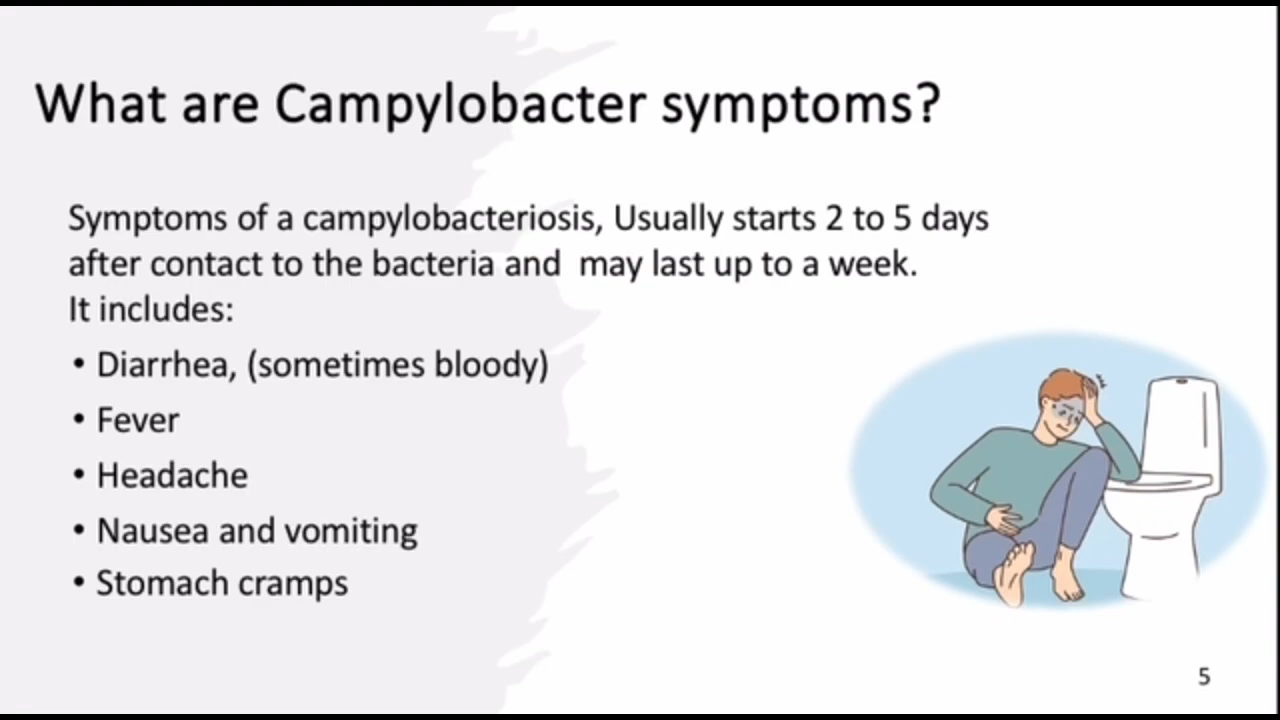 What are Campylobacter symptoms?
Symptoms of a campylobacteriosis, Usually starts 2 to 5 days
after contact to the bacteria and  may last up to a week.
It includes:
• Diarrhea, (sometimes bloody)
• Fever
• Headache
• Nausea and vomiting
• Stomach cramps
5